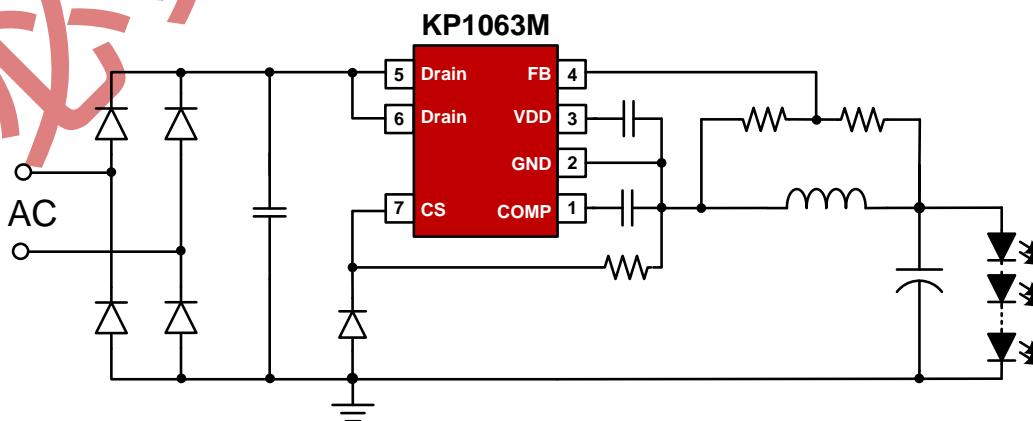 KP1063M
5 Drain FB 4
6 Drain VDD 3
GND 2
7 CS COMP 1
AC